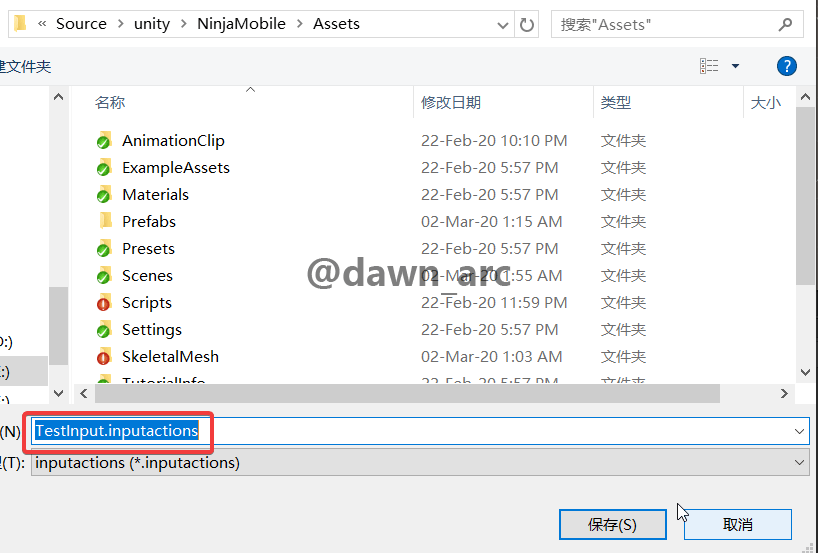 « Source > unity > NinjaMobile > Assets
搜索"Assets"
建文件夹
?
名称 修改日期 类型 大小
AnimationClip 22-Feb-20 10:10 PM 文件夹
ExampleAssets 22-Feb-20 5:57 PM 文件夹
Materials 22-Feb-20 5:57 PM 文件夹
Prefabs 02-Mar-20 1:15 AM 文件夹
Presets 22-Feb-20 5:57 PM 文件夹
Scenes 02-Mar-20 1:55 AM 文件夹
@dawn_arc
Scripts 22-Feb-20 11:59 PM 文件夹
Settings 22-Feb-20 5:57 PM 文件夹
SkeletalMesh 02-Mar-20 1:03 AM 文件夹
TutorialInfo 22-Feb-20 5:57 PM 文件夹
:)
:)
(N) TestInput.inputactions
(T): inputactions (*.inputactions)
保存(S) 取消